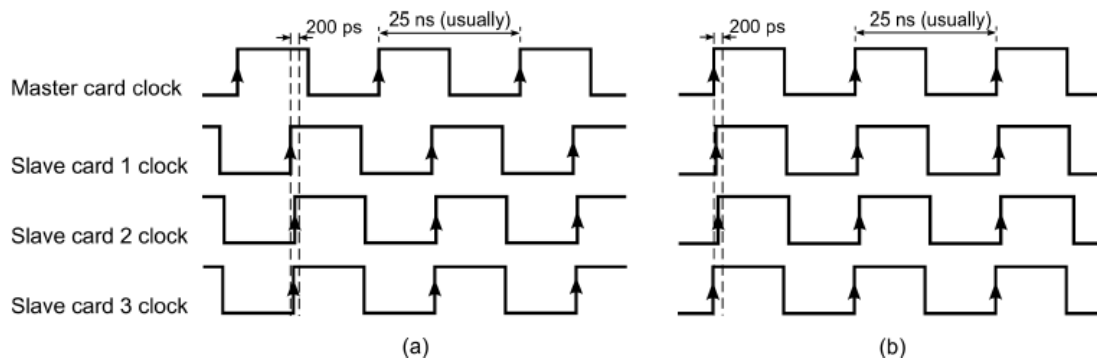 200 ps
25 ns (usually)
200 ps
25 ns (usually)
Master card clock
Slave card 1 clock
Slave card 2 clock
Slave card 3 clock
(a)
(b)